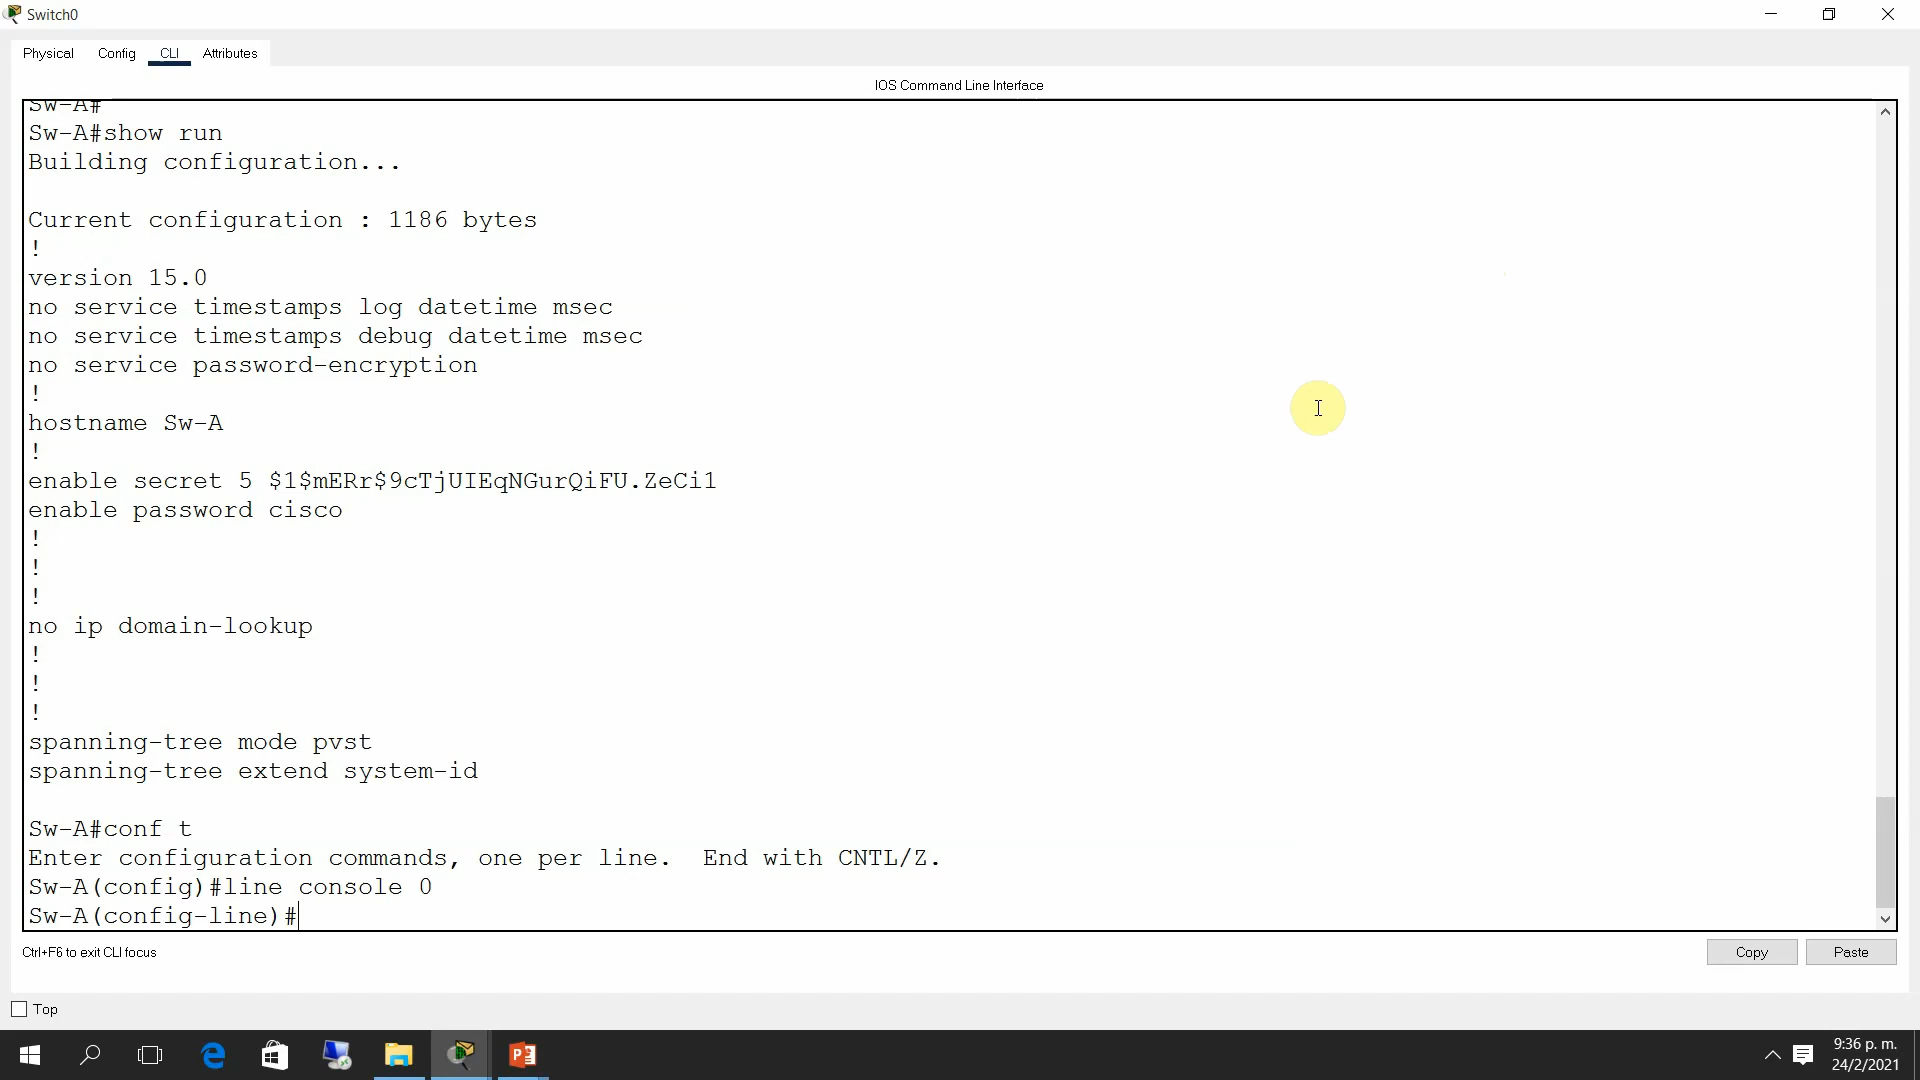 Switch0
Physical Config CLI Attributes
IOS Command Line Interface
Sw-A#
Sw-A#show run
Building configuration...
Current configuration : 1186 bytes
!
version 15.0
no service timestamps log datetime msec
no service timestamps debug datetime msec
no service password-encryption
!
hostname Sw-A
!
enable secret 5 $1$mERr$9cTjUIEqNGurQiFU.ZeCi1
enable password cisco
!
!
!
no ip domain-lookup
!
!
!
spanning-tree mode pvst
spanning-tree extend system-id
Sw-A#conf t
Enter configuration commands, one per line.  End with CNTL/Z.
Sw-A(config)#line console 0
Sw-A(config-line)#
Ctrl+F6 to exit CLI focus
Copy Paste
Top
9:36 p. m.
24/2/2021